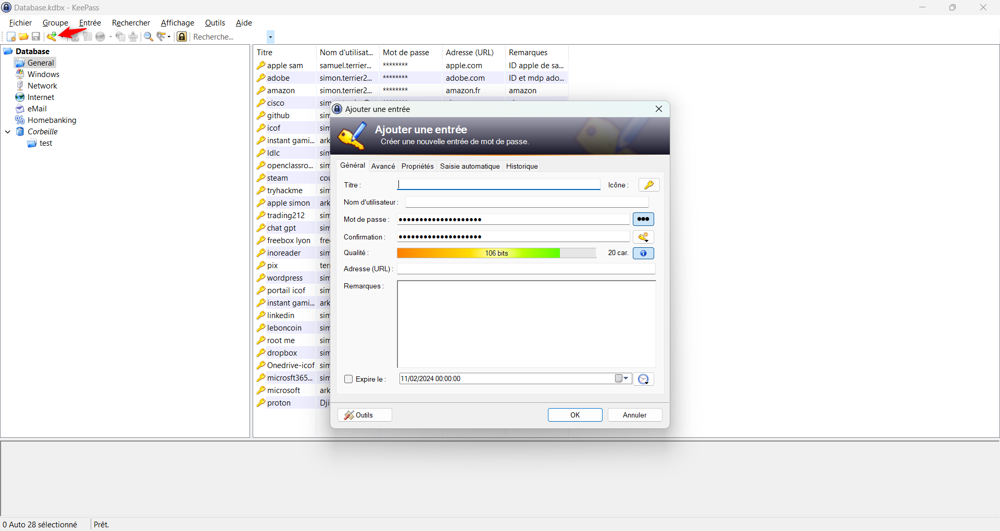 Database.kdbx - KeePass
Fichier Groupe Entrée Rechercher Affichage Outils Aide
Recherche...
Database
General
Windows
Network
Internet
eMail
Homebanking
Corbeille
test
Titre Nom d'utilisat... Mot de passe Adresse (URL) Remarques
apple sam samuel.terrier... ******** apple.com ID apple de sa...
adobe simon.terrier2... ******** adobe.com ID et mdp ado...
amazon simon.terrier2... ******** amazon.fr amazon
cisco
github sim
icof sim
instant gami... ark
ldlc sim
openclassro... sim
steam cou
tryhackme sim
apple simon ark
trading212 sim
chat gpt sim
freebox lyon fre
inoreader sim
pix ter
wordpress sim
portail icof sim
instant gami... ark
linkedin sim
leboncoin sim
root me sim
dropbox sim
Onedrive-icof sim
microsft365... sim
microsoft ark
proton Dji
Ajouter une entrée
Ajouter une entrée
Créer une nouvelle entrée de mot de passe.
Général Avancé Propriétés Saisie automatique Historique
Titre : Icône :
Nom d'utilisateur :
Mot de passe : ●●●●●●●●●●●●●●●●●●●● ●●●
Confirmation : ●●●●●●●●●●●●●●●●●●●●
Qualité : 106 bits 20 car.
Adresse (URL) :
Remarques :
Expire le : 11/02/2024 00:00:00
Outils OK Annuler
0 Auto 28 sélectionné Prêt.